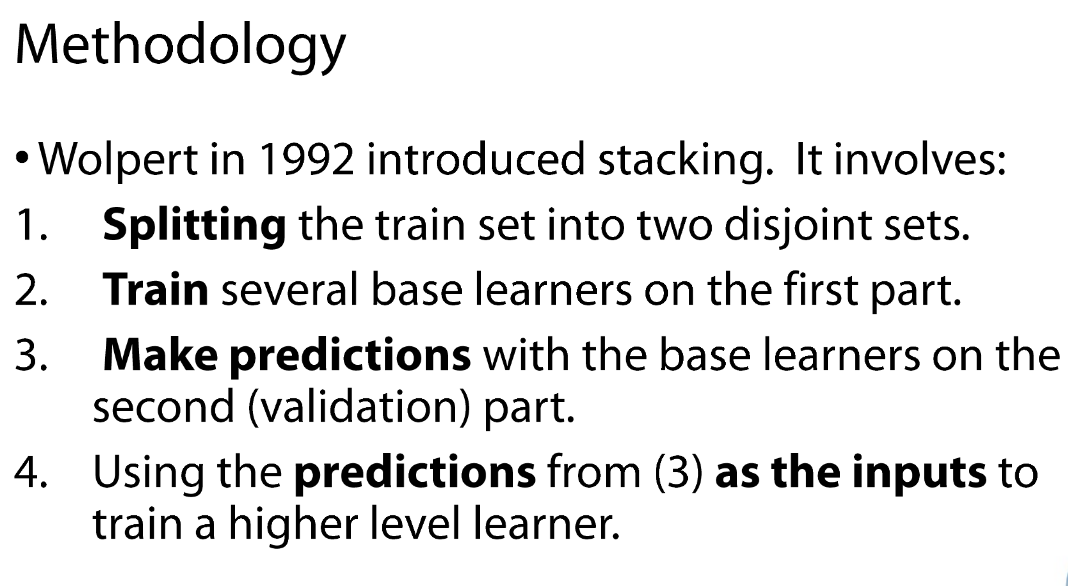 Methodology
• Wolpert in 1992 introduced stacking.  It involves:
1. Splitting the train set into two disjoint sets.
2. Train several base learners on the first part.
3. Make predictions with the base learners on the
second (validation) part.
4. Using the predictions from (3) as the inputs to
train a higher level learner.